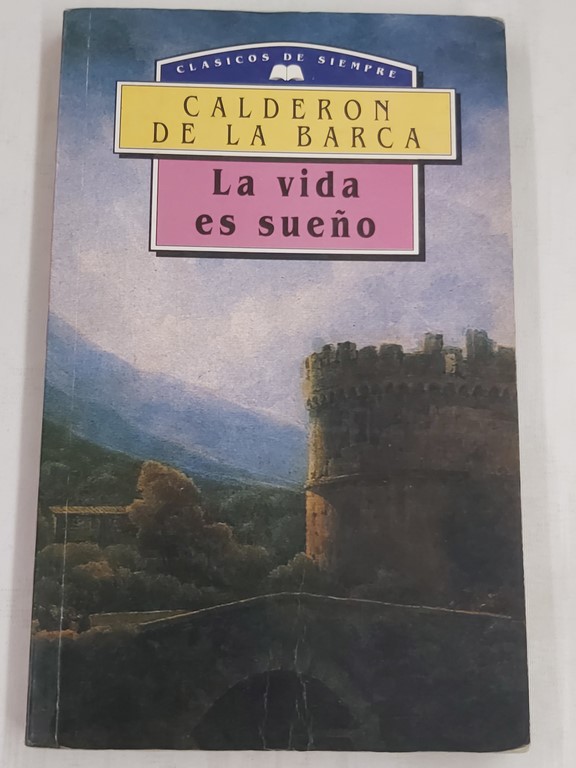 CLASICOS DE SIEMPRE
CALDERON
DE LA BARCA
La vida
es sueño